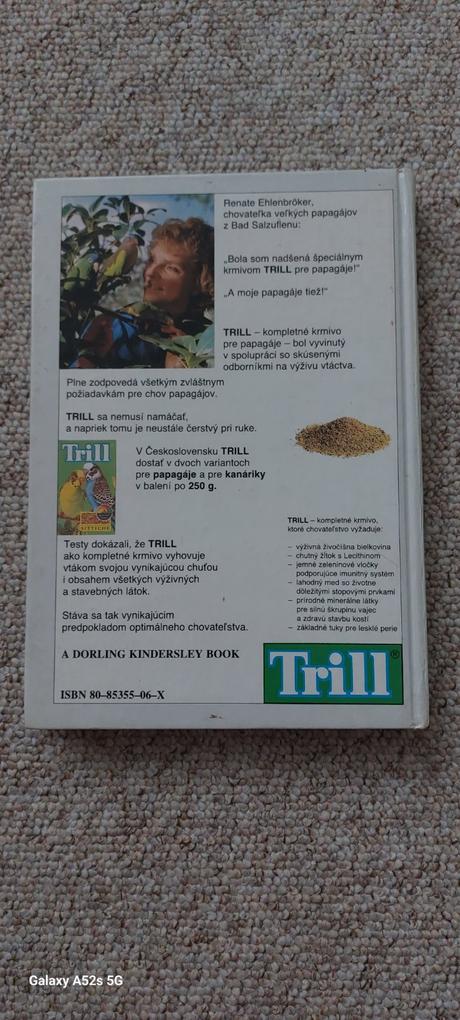 Renate Ehlenbröker,
chovateľka veľkých papagájov
z Bad Salzuflenu:
„Bola som nadšená špeciálnym
krmivom TRILL pre papagáje!"
„A moje papagáje tiež!"
TRILL – kompletné krmivo
pre papagáje – bol vyvinutý
v spolupráci so skúsenými
odborníkmi na výživu vtáctva.
Plne zodpovedá všetkým zvláštnym
požiadavkám pre chov papagájov.
TRILL sa nemusí namáčať,
a napriek tomu je neustále čerstvý pri ruke.
Trill
SITTICHE
V Československu TRILL
dostať v dvoch variantoch
pre papagáje a pre kanáriky
v balení po 250 g.
Testy dokázali, že TRILL
ako kompletné krmivo vyhovuje
vtákom svojou vynikajúcou chuťou
i obsahem všetkých výživných
a stavebných látok.
Stáva sa tak vynikajúcim
predpokladom optimálneho chovateľstva.
TRILL – kompletné krmivo,
ktoré chovateľstvo vyžaduje:
– výživná živočíšna bielkovina
– chutný žĺtok s Lecithinom
– jemné zeleninové vločky
podporujúce imunitný systém
– lahodný med so životne
dôležitými stopovými prvkami
– prírodné minerálne látky
pre silnú škrupinu vajec
a zdravú stavbu kostí
– základné tuky pre lesklé perie
A DORLING KINDERSLEY BOOK
ISBN 80–85355–06–X
Trill®
Galaxy A52s 5G